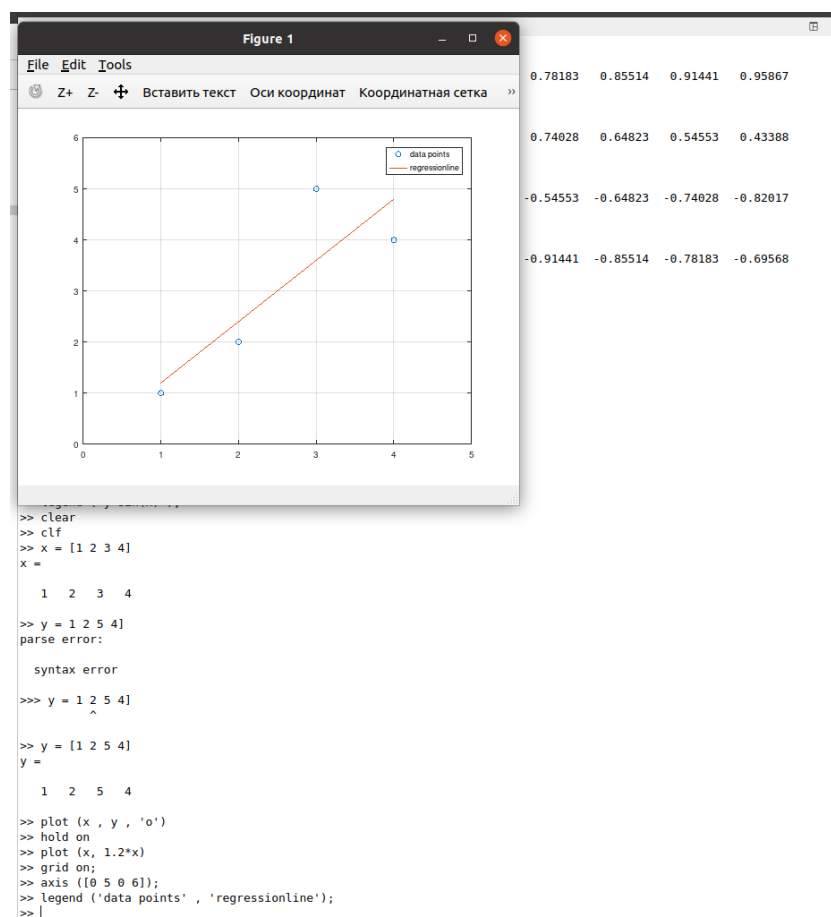 Figure 1
File Edit Tools
Z+ Z- Вставить текст Оси координат Координатная сетка »
6
5
4
3
2
1
0
0 1 2 3 4 5
data points
regressionline
0.78183 0.85514 0.91441 0.95867
0.74028 0.64823 0.54553 0.43388
-0.54553 -0.64823 -0.74028 -0.82017
-0.91441 -0.85514 -0.78183 -0.69568
>> clear
>> clf
>> x = [1 2 3 4]
x =
1 2 3 4
>> y = 1 2 5 4]
parse error:
syntax error
>>> y = 1 2 5 4]
^
>> y = [1 2 5 4]
y =
1 2 5 4
>> plot (x , y , 'o')
>> hold on
>> plot (x, 1.2*x)
>> grid on;
>> axis ([0 5 0 6]);
>> legend ('data points' , 'regressionline');
>>